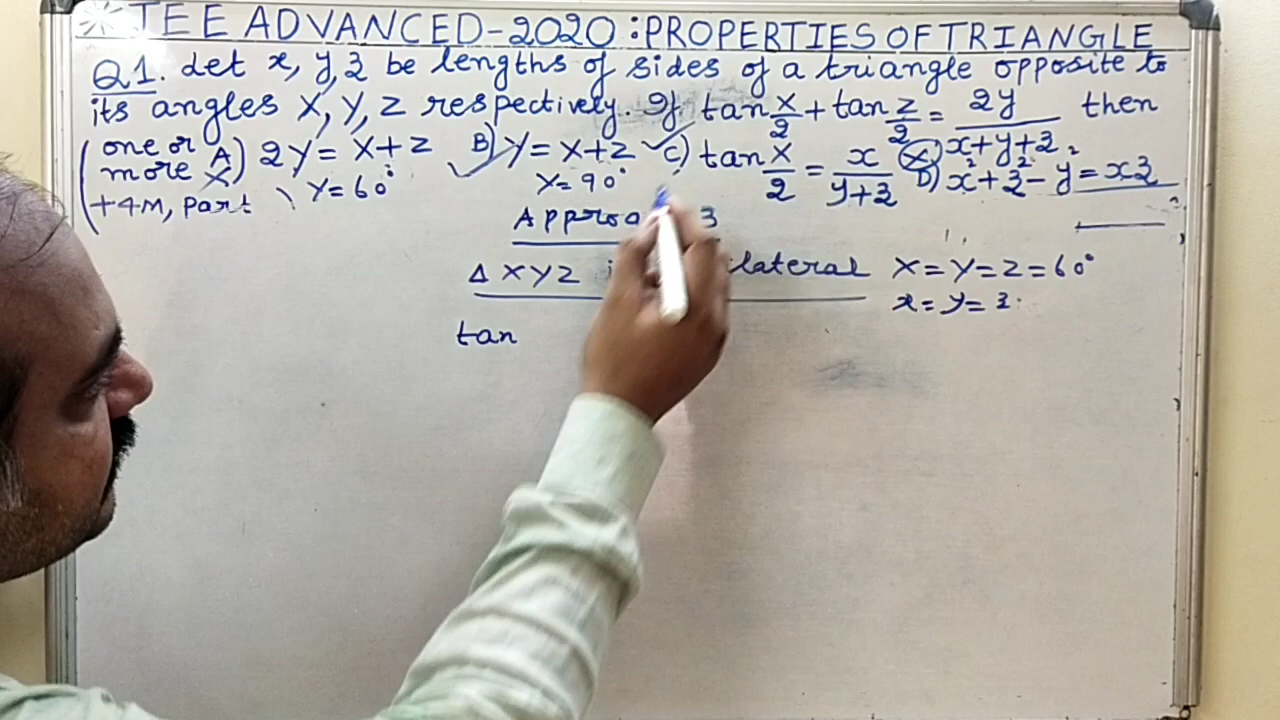 JEE ADVANCED-2020: PROPERTIES OF TRIANGLE
Q1. Let x, y, z be lengths of sides of a triangle opposite to
its angles X, Y, Z respectively. If tan X/2 + tan Z/2 = 2y/(x+y+z) then
(one or more A) 2Y = X+Z B) Y = X+Z C) tan X/2 = x/(y+z) D) x²+z²-y² = xz
+4M, Part Y=60° Y=90°
3
Δ XYZ lateral X=Y=Z=60°
x=y=z
tan